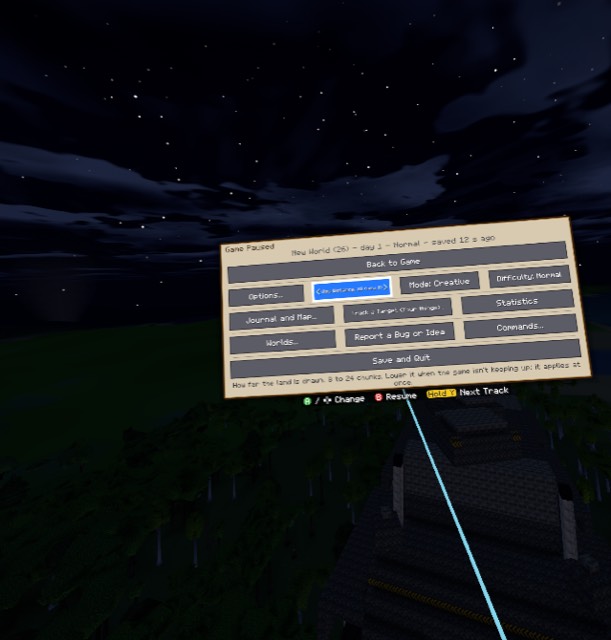 Game Paused
New World (26) - day 1 - Normal - saved 12 s ago
Back to Game
Options...
Mode: Creative
Difficulty: Normal
Journal and Map...
Track a Target
Statistics
Worlds...
Report a Bug or Idea
Commands...
Save and Quit
How far the land is drawn, 8 to 24 chunks. Lower it when the game isn't keeping up; it applies at
once.
A / Change B Resume Hold Y Next Track